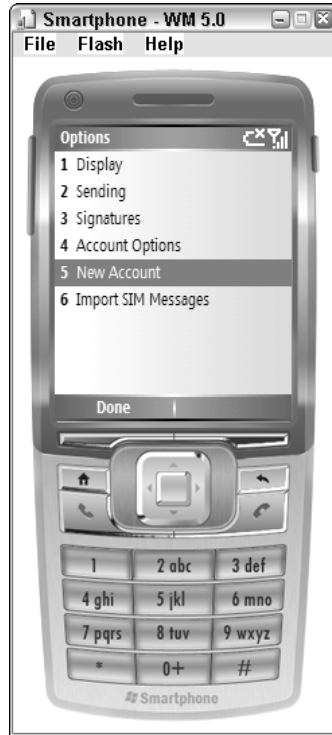 Smartphone - WM 5.0
File Flash Help
Options
1 Display
2 Sending
3 Signatures
4 Account Options
5 New Account
6 Import SIM Messages
Done
1 2 abc 3 def
4 ghi 5 jkl 6 mno
7 pqrs 8 tuv 9 wxyz
* 0+ #
Smartphone